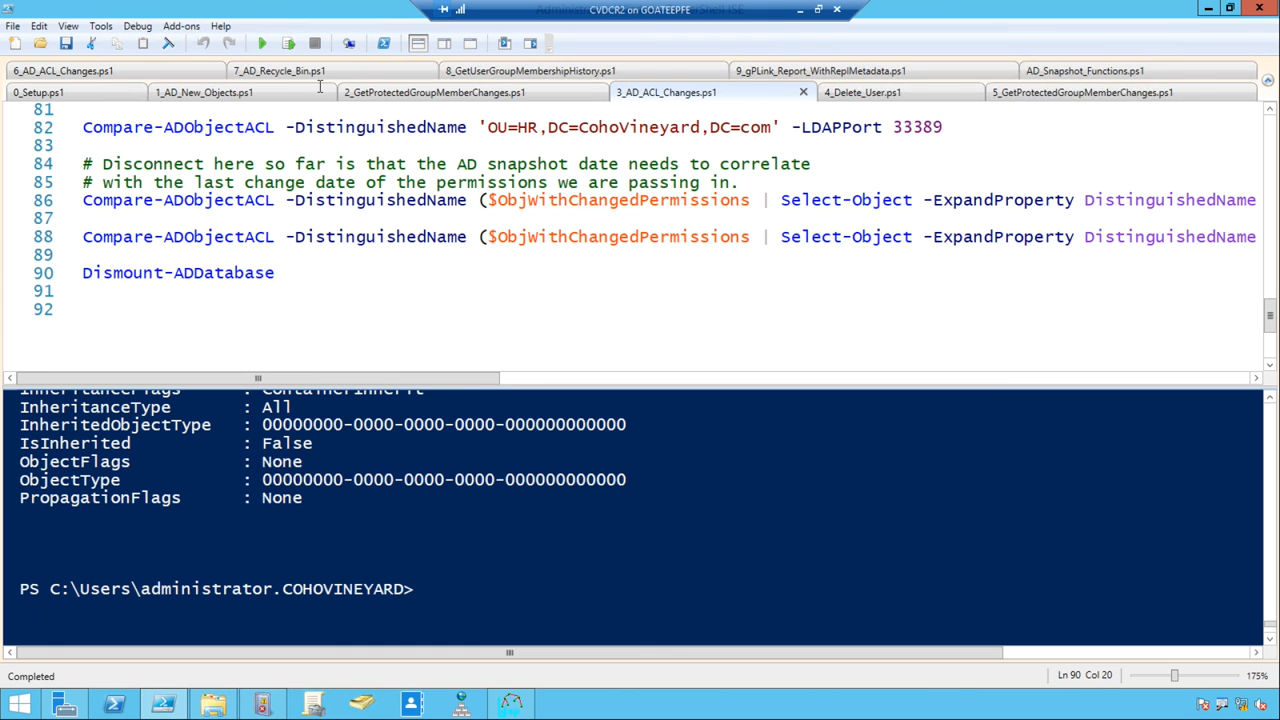 CVDCR2 on GOATEEPFE
File Edit View Tools Debug Add-ons Help
6_AD_ACL_Changes.ps1 7_AD_Recycle_Bin.ps1 8_GetUserGroupMembershipHistory.ps1 9_gPLink_Report_WithReplMetadata.ps1 AD_Snapshot_Functions.ps1
0_Setup.ps1 1_AD_New_Objects.ps1 2_GetProtectedGroupMemberChanges.ps1 3_AD_ACL_Changes.ps1 4_Delete_User.ps1 5_GetProtectedGroupMemberChanges.ps1
81
82 Compare-ADObjectACL -DistinguishedName 'OU=HR,DC=CohoVineyard,DC=com' -LDAPPort 33389
83
84 # Disconnect here so far is that the AD snapshot date needs to correlate
85 # with the last change date of the permissions we are passing in.
86 Compare-ADObjectACL -DistinguishedName ($ObjWithChangedPermissions | Select-Object -ExpandProperty DistinguishedName
87
88 Compare-ADObjectACL -DistinguishedName ($ObjWithChangedPermissions | Select-Object -ExpandProperty DistinguishedName
89
90 Dismount-ADDatabase
91
92
InheritanceFlags : ContainerInherit
InheritanceType : All
InheritedObjectType : 00000000-0000-0000-0000-000000000000
IsInherited : False
ObjectFlags : None
ObjectType : 00000000-0000-0000-0000-000000000000
PropagationFlags : None
PS C:\Users\administrator.COHOVINEYARD>
Completed Ln 90 Col 20 175%